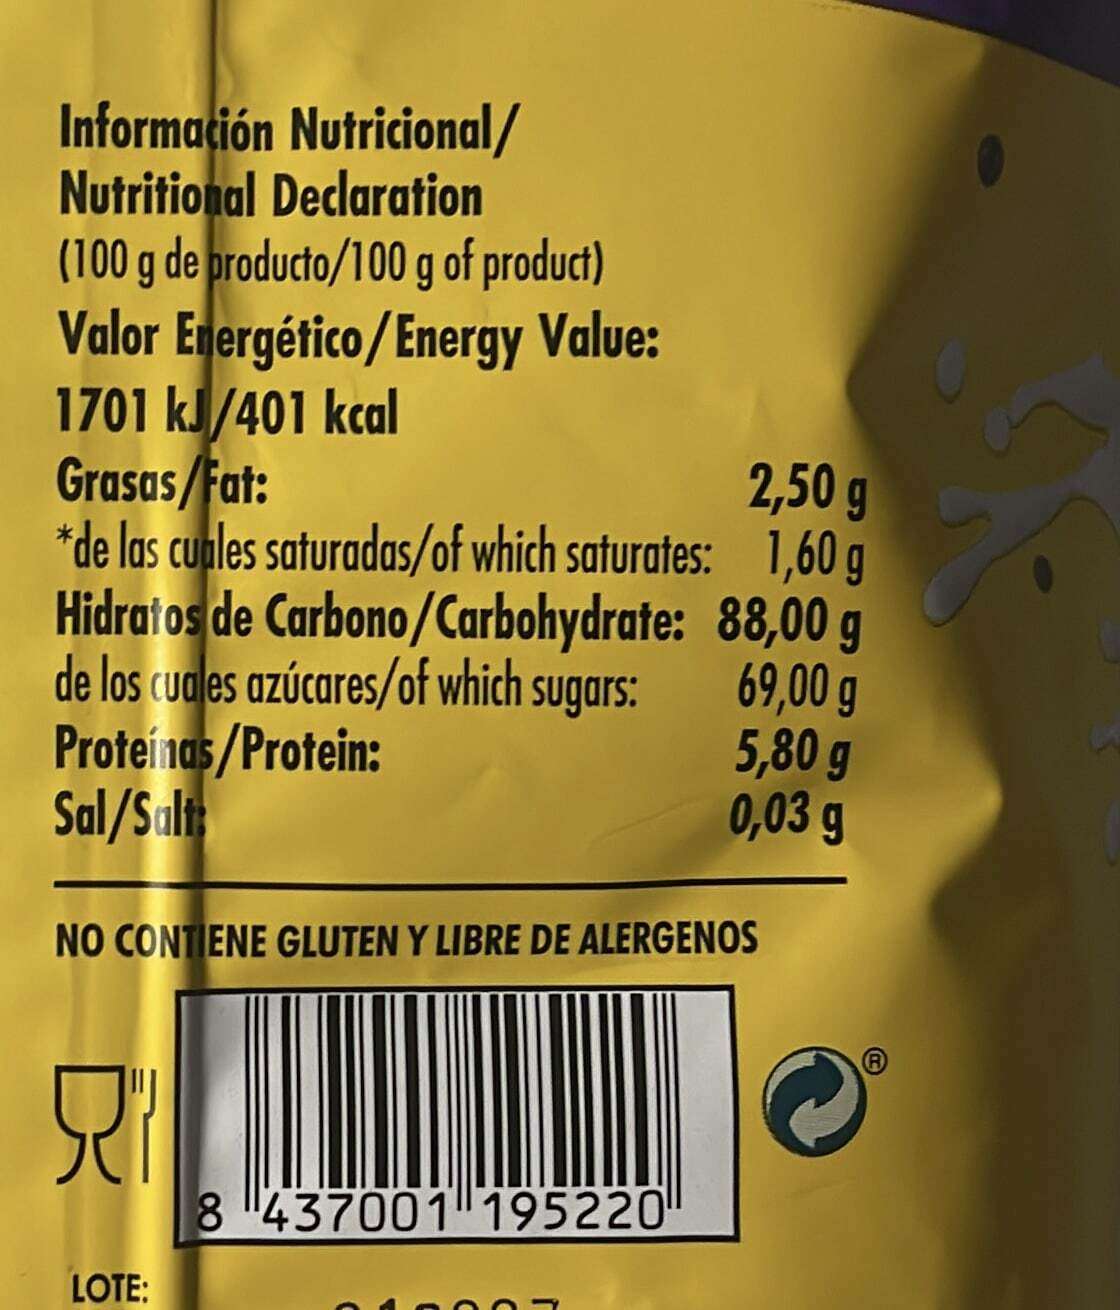 Información Nutricional/
Nutritional Declaration
(100 g de producto/100 g of product)
Valor Energético/Energy Value:
1701 kJ/401 kcal
Grasas/Fat: 2,50 g
*de las cuales saturadas/of which saturates: 1,60 g
Hidratos de Carbono/Carbohydrate: 88,00 g
de los cuales azúcares/of which sugars: 69,00 g
Proteínas/Protein: 5,80 g
Sal/Salt: 0,03 g
NO CONTIENE GLUTEN Y LIBRE DE ALERGENOS
®
8 437001 195220
LOTE: